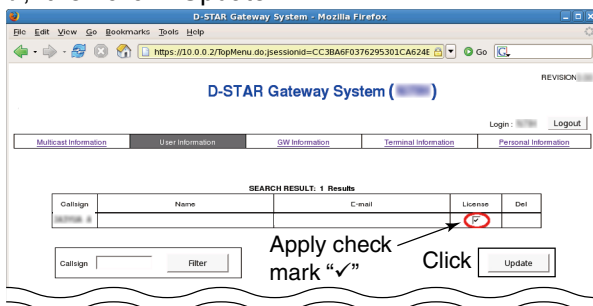 D-STAR Gateway System - Mozilla Firefox
File Edit View Go Bookmarks Tools Help
https://10.0.0.2/TopMenu.do;jsessionid=CC3BA6F0376295301CA624E Go
REVISION
D-STAR Gateway System ( )
Login : Logout
Multicast Information User Information GW Information Terminal Information Personal Information
SEARCH RESULT: 1 Results
Callsign Name E-mail License Del
Apply check
mark “✓”
Click Update
Callsign Filter